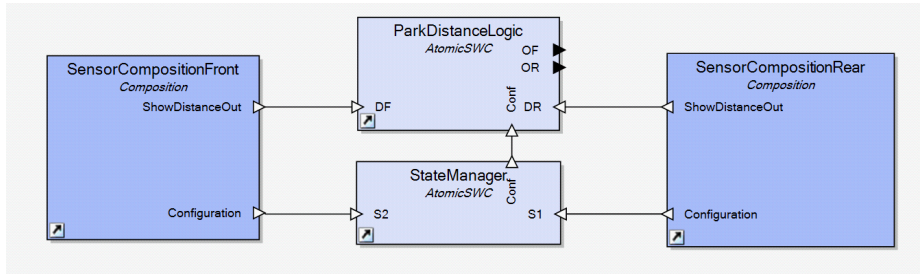 SensorCompositionFront
Composition
ShowDistanceOut
Configuration
ParkDistanceLogic
AtomicSWC
OF
OR
DF
Conf
DR
StateManager
AtomicSWC
Conf
S2
S1
SensorCompositionRear
Composition
ShowDistanceOut
Configuration